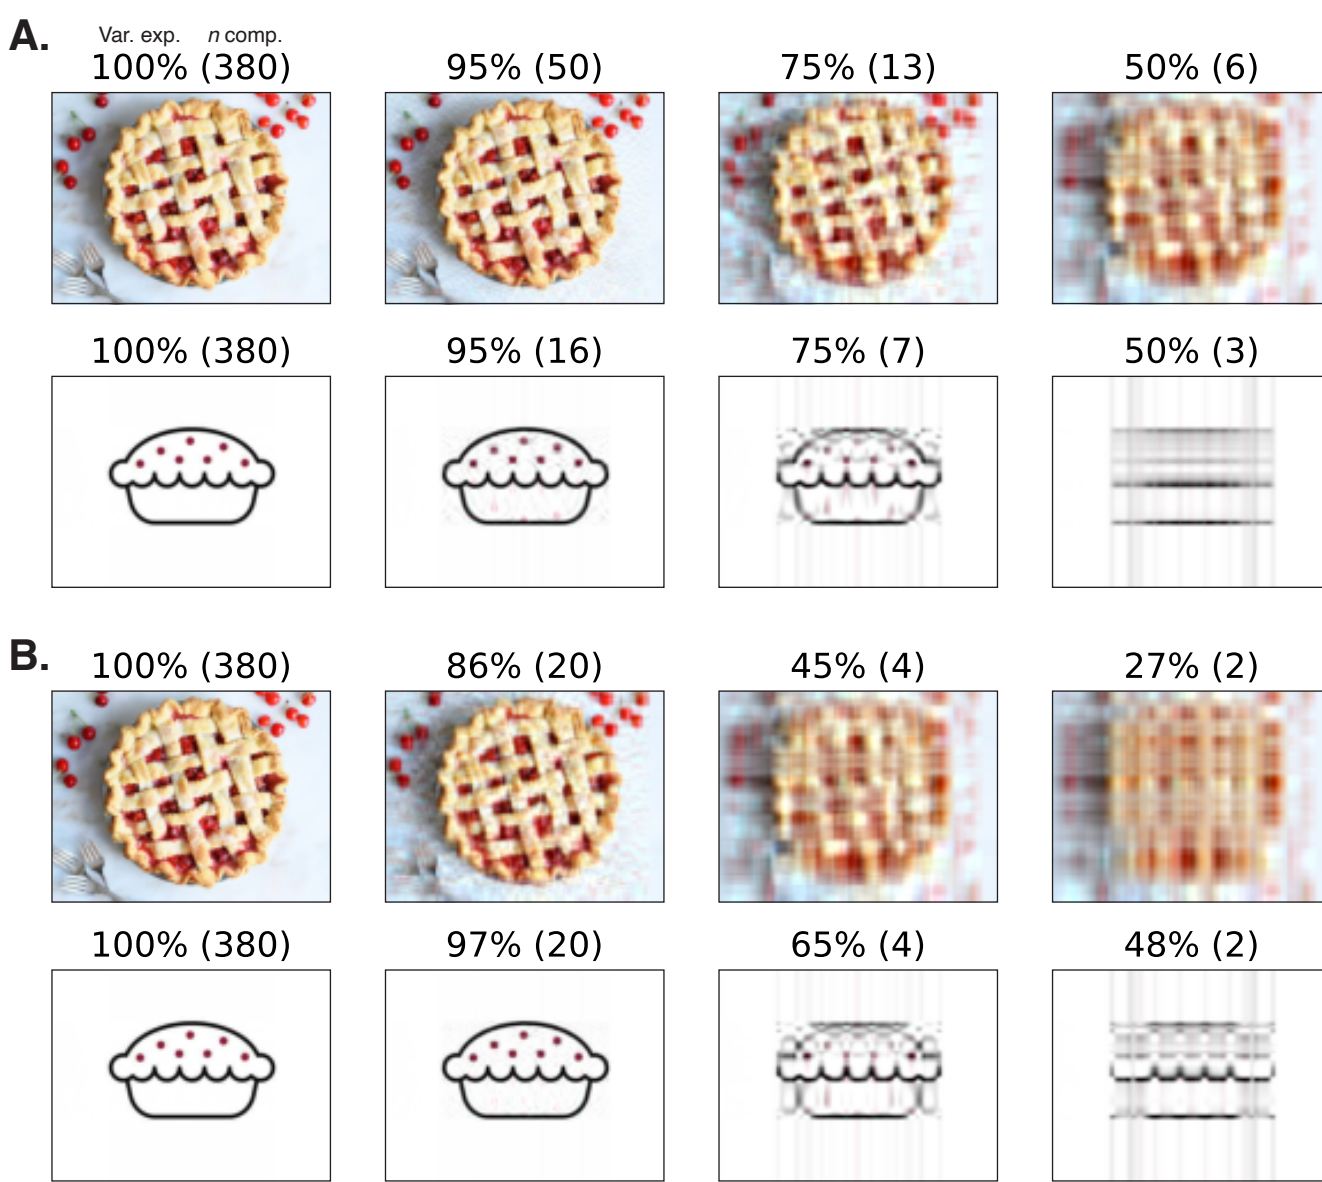 A.
Var. exp. n comp.
100% (380) 95% (50) 75% (13) 50% (6)
100% (380) 95% (16) 75% (7) 50% (3)
B.
100% (380) 86% (20) 45% (4) 27% (2)
100% (380) 97% (20) 65% (4) 48% (2)